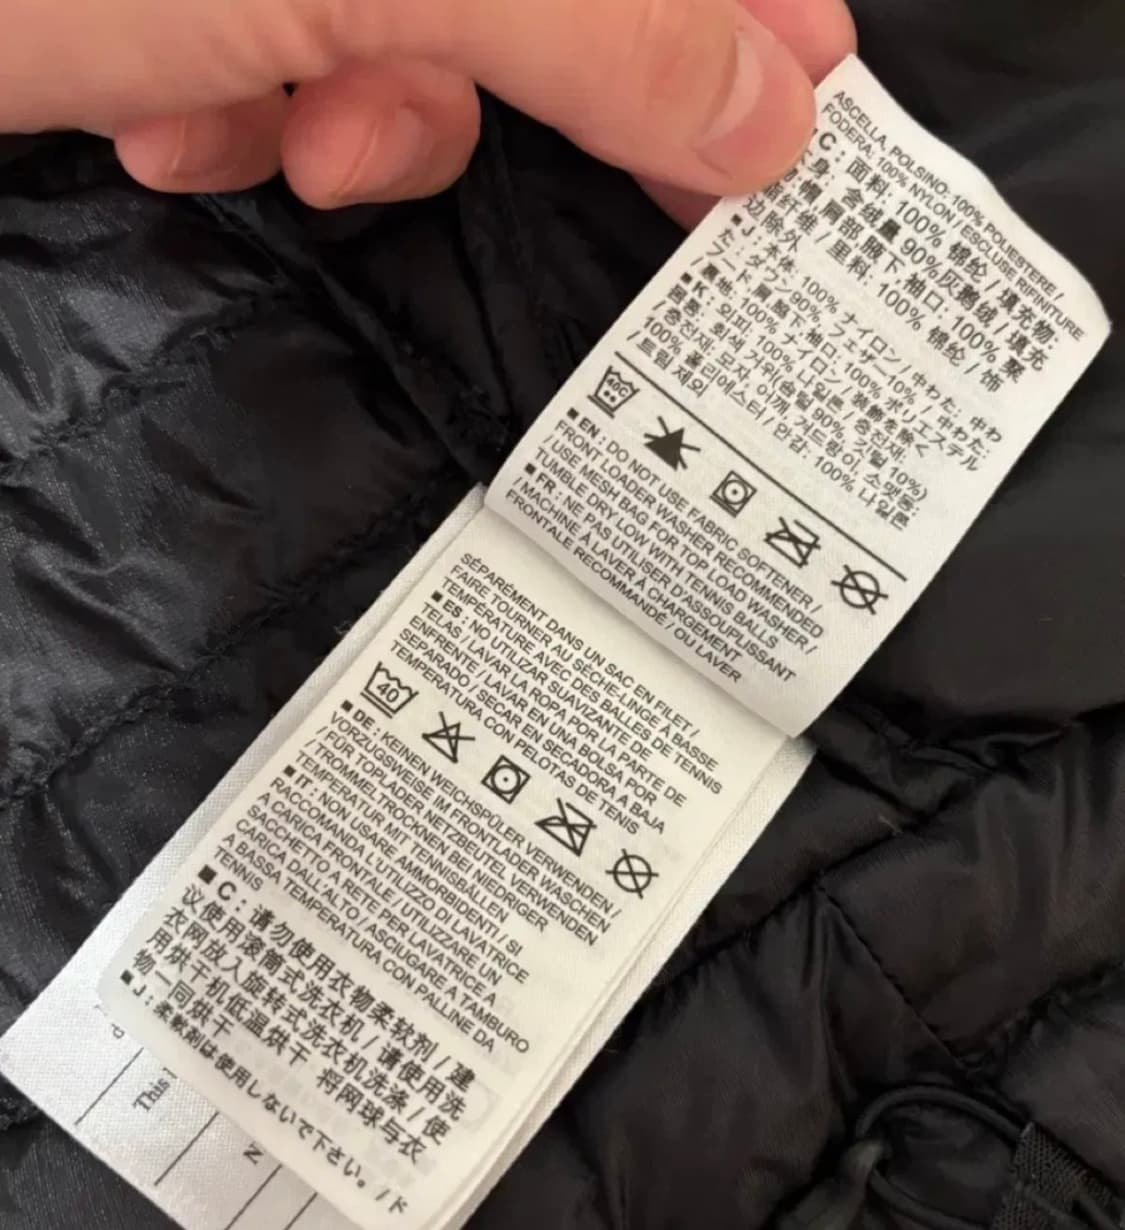 ASCELLA, POLSINO: 100% POLIESTERE /
FODERA: 100% NYLON / ESCLUSE RIFINITURE
C : 面料: 100% 锦纶 / 填充物:
身: 含绒量 90%灰鹅绒 / 填充
帽 肩部 腋下 袖口: 100% 聚
酯纤维 / 里料: 100% 锦纶 / 饰
边 除外
■ J : 本体: 100% ナイロン / 中わた:
ダウン90% フェザー10% / 中わた:
フード 肩 脇下 袖口: 100% ポリエステル
/ 裏地: 100% ナイロン / 装飾を除く
■ K : 외피: 100% 나일론 / 충전재:
몸통: 회색 거위(솜털 90%, 깃털 10%)
/ 충전재: 모자, 어깨, 겨드랑이, 소맷동:
100% 폴리에스터 / 안감: 100% 나일론
/ 트림 제외
40C
■ EN : DO NOT USE FABRIC SOFTENER /
FRONT LOADER WASHER RECOMMENDED
/ USE MESH BAG FOR TOP LOAD WASHER /
TUMBLE DRY LOW WITH TENNIS BALLS
■ FR : NE PAS UTILISER D'ASSOUPLISSANT
/ MACHINE À LAVER À CHARGEMENT
FRONTALE RECOMMANDÉ / OU LAVER
SÉPARÉMENT DANS UN SAC EN FILET /
FAIRE TOURNER AU SÈCHE-LINGE À BASSE
TEMPÉRATURE AVEC DES BALLES DE TENNIS
■ ES : NO UTILIZAR SUAVIZANTE DE
TELAS / LAVAR LA ROPA POR LA PARTE DE
ENFRENTE / LAVAR EN UNA BOLSA POR
SEPARADO / SECAR EN SECADORA A BAJA
TEMPERATURA CON PELOTAS DE TENIS
40
■ DE : KEINEN WEICHSPÜLER VERWENDEN /
VORZUGSWEISE IM FRONTLADER WASCHEN
/ FÜR TOPLADER NETZBEUTEL VERWENDEN
/ TROMMELTROCKNEN BEI NIEDRIGER
TEMPERATUR MIT TENNISBÄLLEN
■ IT : NON USARE AMMORBIDENTI / SI
RACCOMANDA L'UTILIZZO DI LAVATRICE
A CARICA FRONTALE / UTILIZZARE UN
SACCHETTO A RETE PER LAVATRICE A
CARICA DALL'ALTO / ASCIUGARE A TAMBURO
A BASSA TEMPERATURA CON PALLINE DA
TENNIS
■ C : 请勿使用衣物柔软剂 / 建
议使用滚筒式洗衣机 / 请使用洗
衣网放入旋转式洗衣机洗涤 / 使
用烘干机低温烘干 将网球与衣
物一同烘干
■ J : 柔軟剤は使用しないで下さい。 / ド
This
N